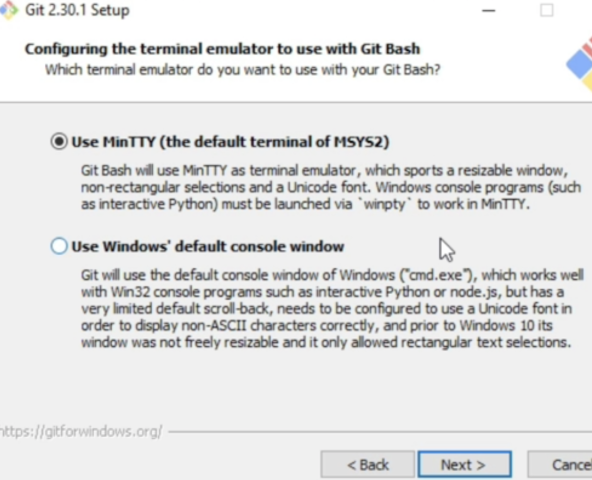 Git 2.30.1 Setup
Configuring the terminal emulator to use with Git Bash
Which terminal emulator do you want to use with your Git Bash?
Use MinTTY (the default terminal of MSYS2)
Git Bash will use MinTTY as terminal emulator, which sports a resizable window,
non-rectangular selections and a Unicode font. Windows console programs (such
as interactive Python) must be launched via `winpty` to work in MinTTY.
Use Windows' default console window
Git will use the default console window of Windows ("cmd.exe"), which works well
with Win32 console programs such as interactive Python or node.js, but has a
very limited default scroll-back, needs to be configured to use a Unicode font in
order to display non-ASCII characters correctly, and prior to Windows 10 its
window was not freely resizable and it only allowed rectangular text selections.
https://gitforwindows.org/
< Back Next > Cancel